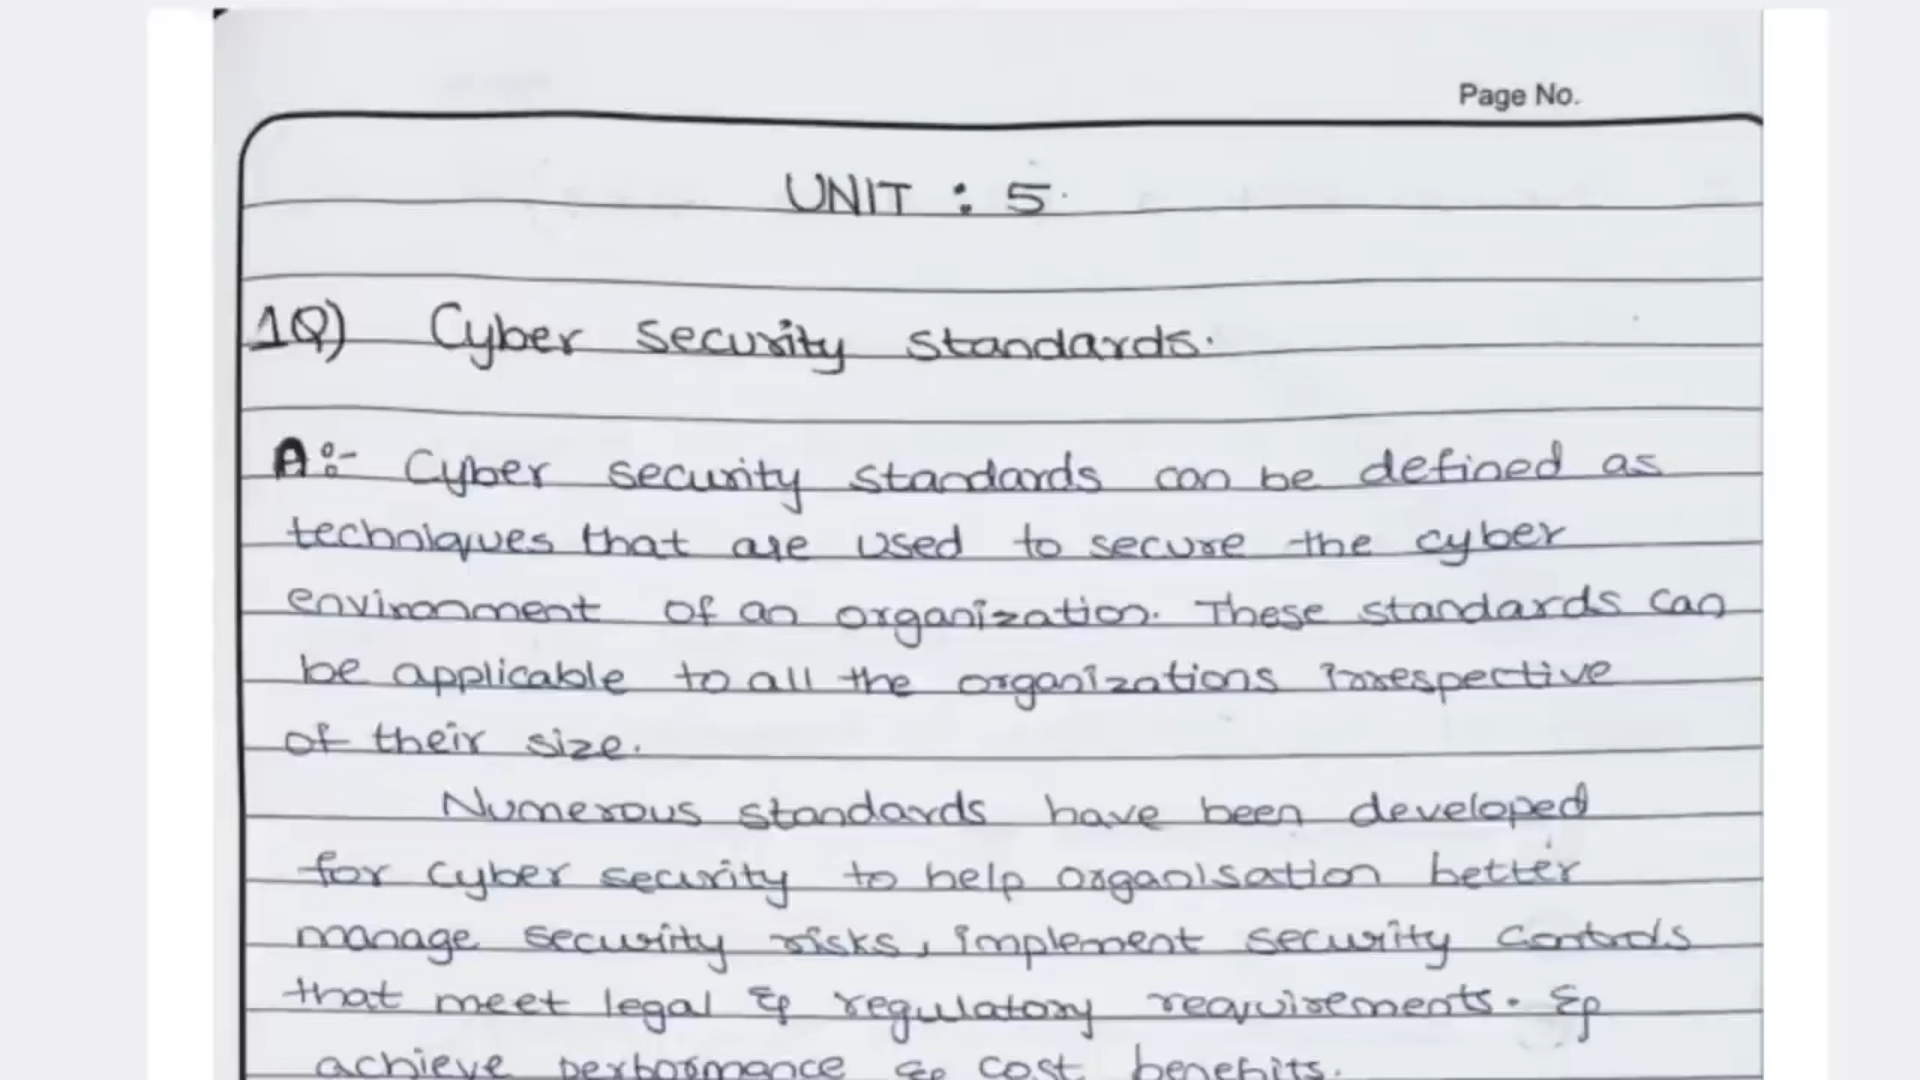 Page No.
UNIT : 5.
1Q) Cyber security standards.
A:- Cyber security standards can be defined as
techniques that are used to secure the cyber
environment of an organization. These standards can
be applicable to all the organizations irrespective
of their size.
Numerous standards have been developed
for cyber security to help organisation better
manage security risks, implement security controls
that meet legal & regulatory requirements. &
achieve performance & cost benefits.